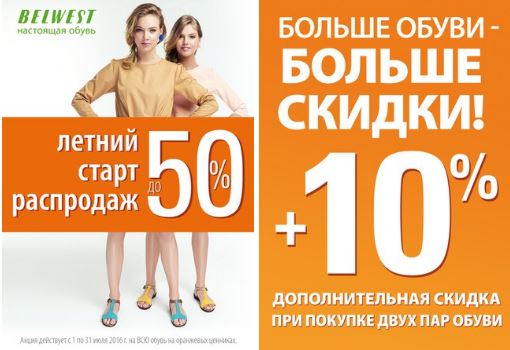 BELWEST
настоящая обувь
летний
старт
распродаж
до 50%
Акция действует с 1 по 31 июля 2016 г. на ВСЮ обувь на оранжевых ценниках.
БОЛЬШЕ ОБУВИ -
БОЛЬШЕ
СКИДКИ!
+10%
ДОПОЛНИТЕЛЬНАЯ СКИДКА
ПРИ ПОКУПКЕ ДВУХ ПАР ОБУВИ